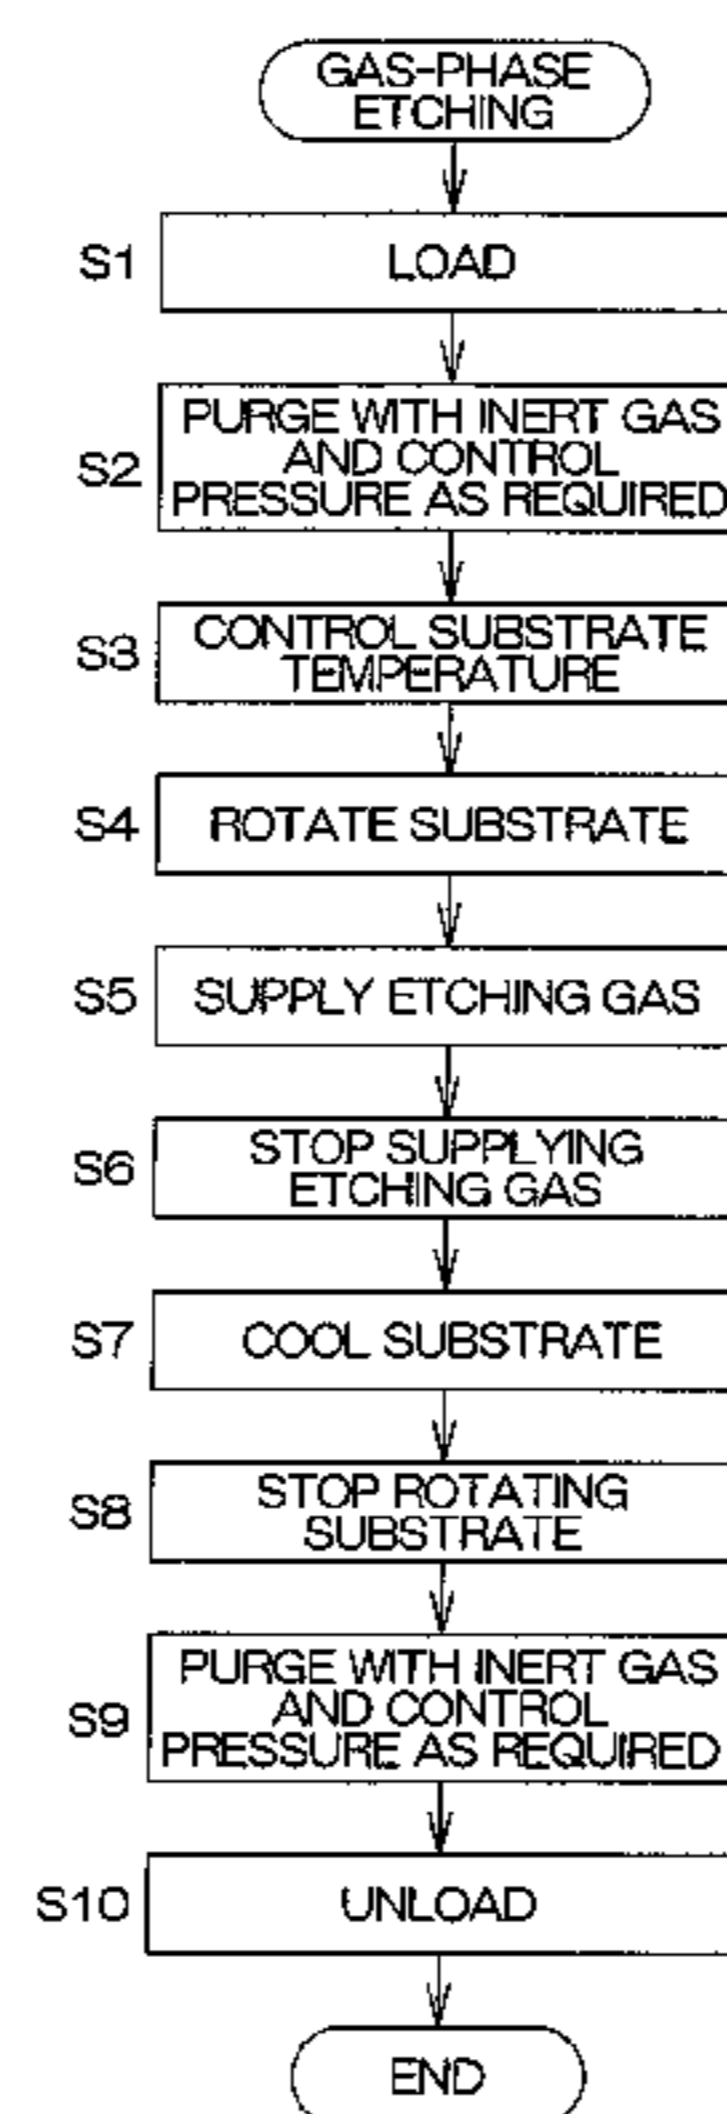 GAS-PHASE
ETCHING
S1
LOAD
S2
PURGE WITH INERT GAS
AND CONTROL
PRESSURE AS REQUIRED
S3
CONTROL SUBSTRATE
TEMPERATURE
S4
ROTATE SUBSTRATE
S5
SUPPLY ETCHING GAS
S6
STOP SUPPLYING
ETCHING GAS
S7
COOL SUBSTRATE
S8
STOP ROTATING
SUBSTRATE
S9
PURGE WITH INERT GAS
AND CONTROL
PRESSURE AS REQUIRED
S10
UNLOAD
END